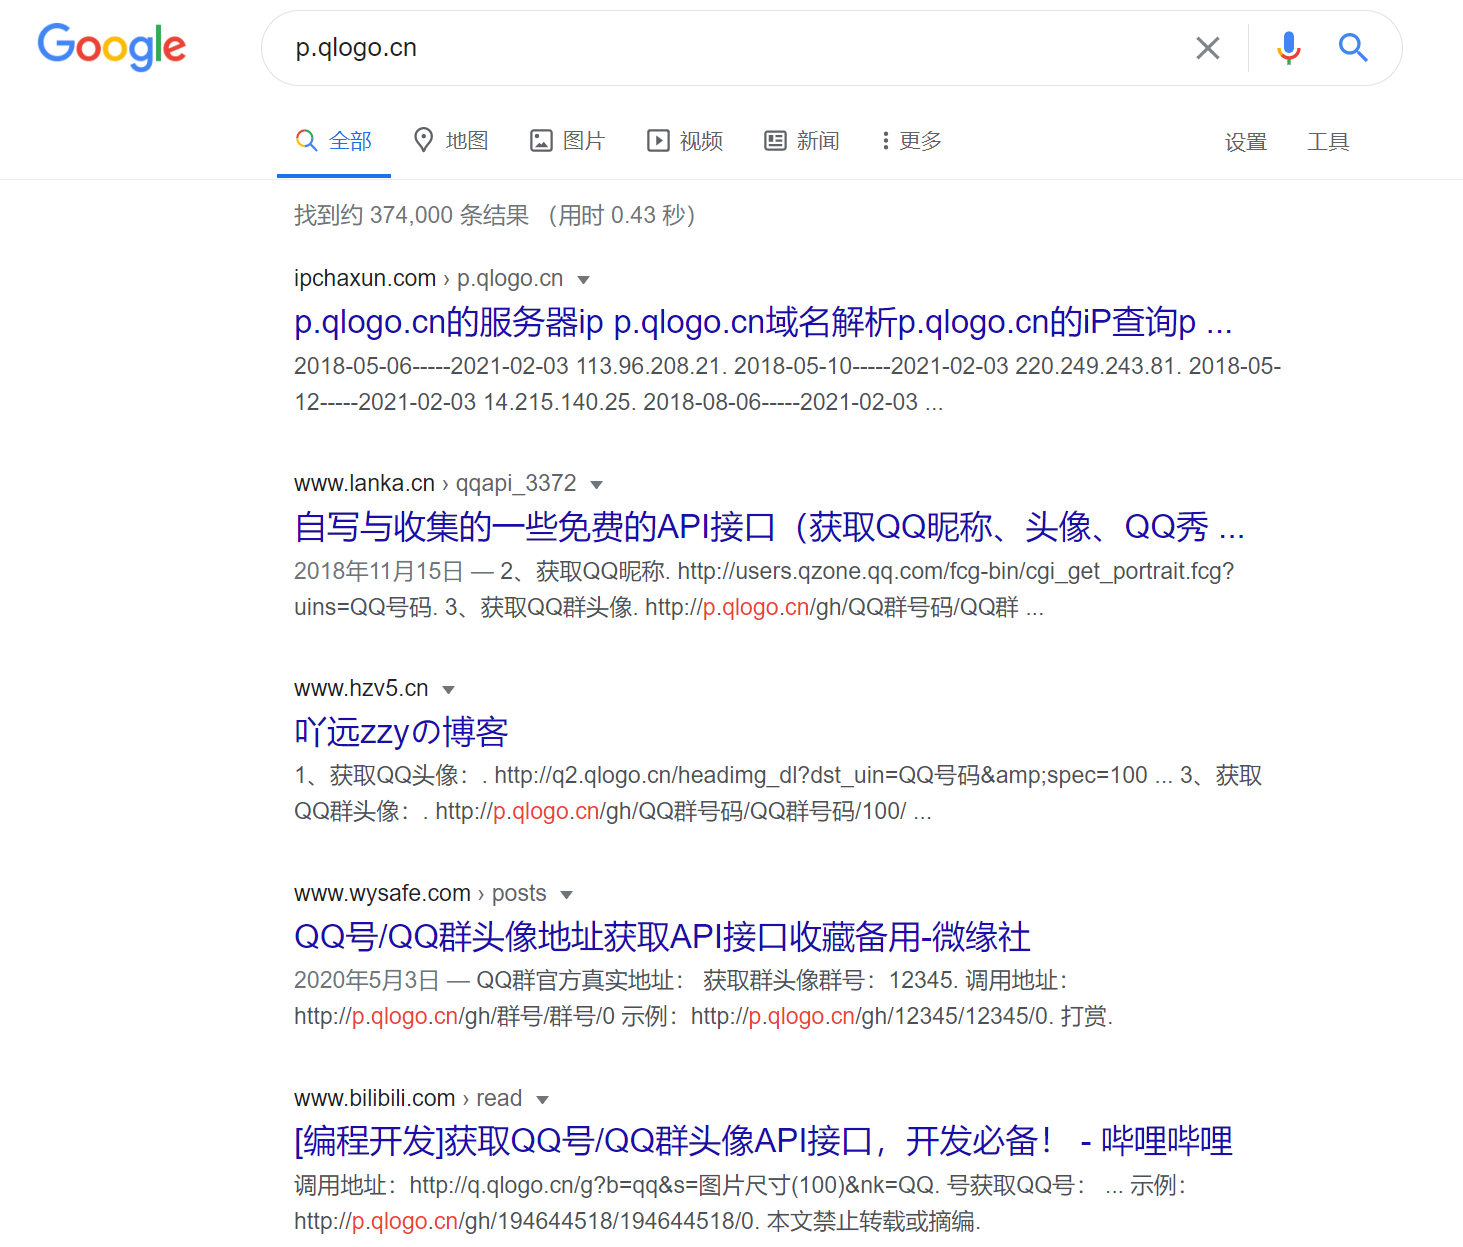 Google
p.qlogo.cn
全部 地图 图片 视频 新闻 更多 设置 工具
找到约 374,000 条结果 （用时 0.43 秒）
ipchaxun.com › p.qlogo.cn
p.qlogo.cn的服务器ip p.qlogo.cn域名解析p.qlogo.cn的iP查询p ...
2018-05-06-----2021-02-03 113.96.208.21. 2018-05-10-----2021-02-03 220.249.243.81. 2018-05-
12-----2021-02-03 14.215.140.25. 2018-08-06-----2021-02-03 ...
www.lanka.cn › qqapi_3372
自写与收集的一些免费的API接口（获取QQ昵称、头像、QQ秀 ...
2018年11月15日 — 2、获取QQ昵称. http://users.qzone.qq.com/fcg-bin/cgi_get_portrait.fcg?
uins=QQ号码. 3、获取QQ群头像. http://p.qlogo.cn/gh/QQ群号码/QQ群 ...
www.hzv5.cn
吖远zzyの博客
1、获取QQ头像：. http://q2.qlogo.cn/headimg_dl?dst_uin=QQ号码&amp;spec=100 ... 3、获取
QQ群头像：. http://p.qlogo.cn/gh/QQ群号码/QQ群号码/100/ ...
www.wysafe.com › posts
QQ号/QQ群头像地址获取API接口收藏备用-微缘社
2020年5月3日 — QQ群官方真实地址： 获取群头像群号：12345. 调用地址：
http://p.qlogo.cn/gh/群号/群号/0 示例：http://p.qlogo.cn/gh/12345/12345/0. 打赏.
www.bilibili.com › read
[编程开发]获取QQ号/QQ群头像API接口，开发必备！ - 哔哩哔哩
调用地址：http://q.qlogo.cn/g?b=qq&s=图片尺寸(100)&nk=QQ. 号获取QQ号： ... 示例：
http://p.qlogo.cn/gh/194644518/194644518/0. 本文禁止转载或摘编.